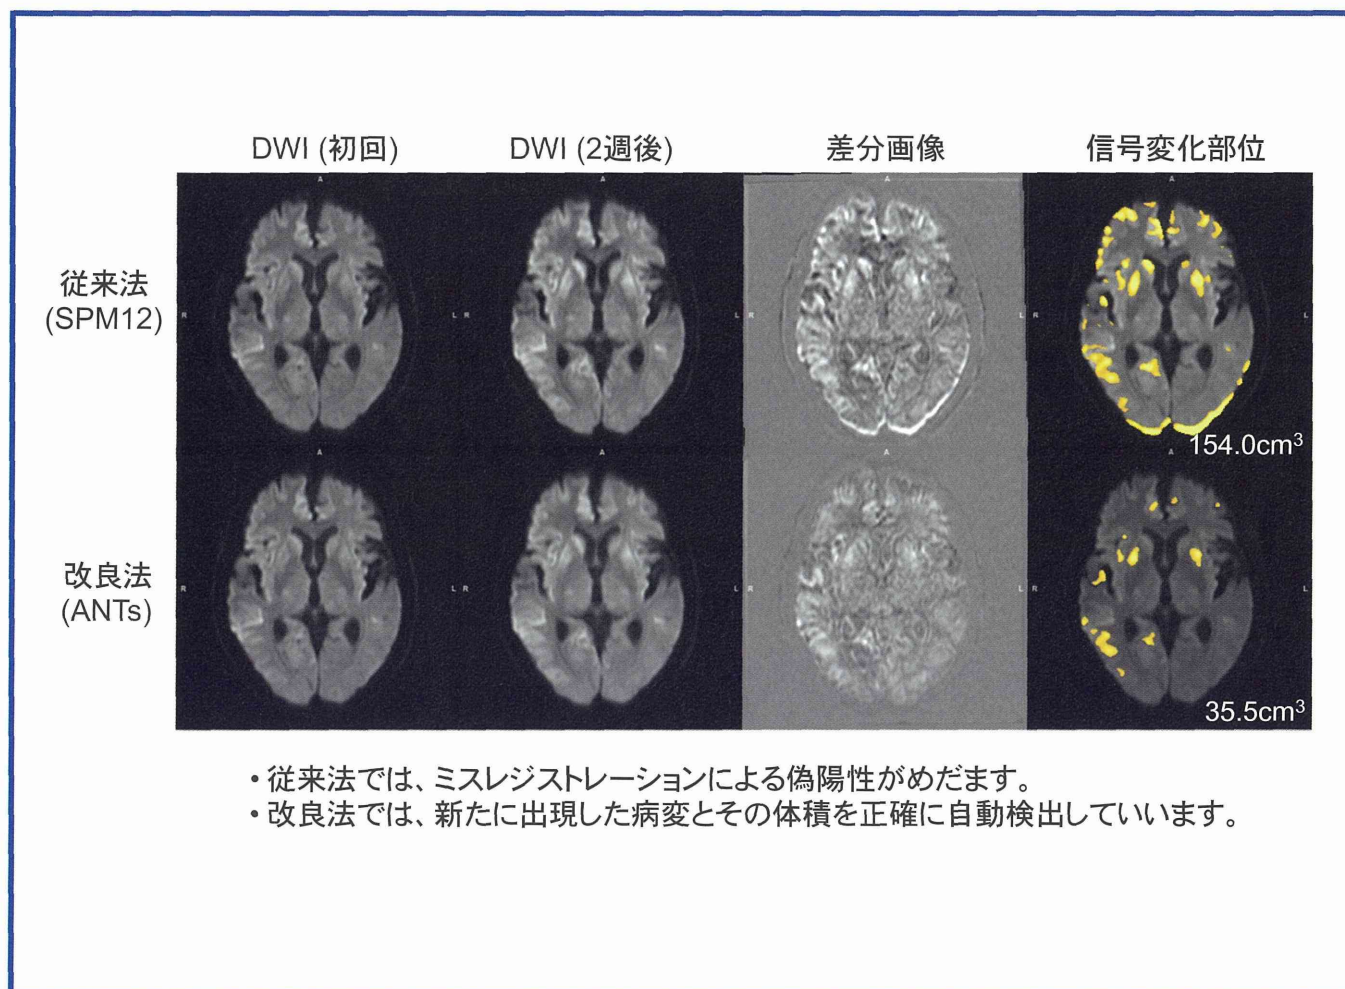 DWI (初回) DWI (2週後) 差分画像 信号変化部位
従来法
(SPM12)
A A A A
R L R L R L R L
154.0cm³
改良法
(ANTs)
A A A A
R L R L R L R L
35.5cm³
• 従来法では、ミスレジストレーションによる偽陽性がめだます。
• 改良法では、新たに出現した病変とその体積を正確に自動検出していいます。